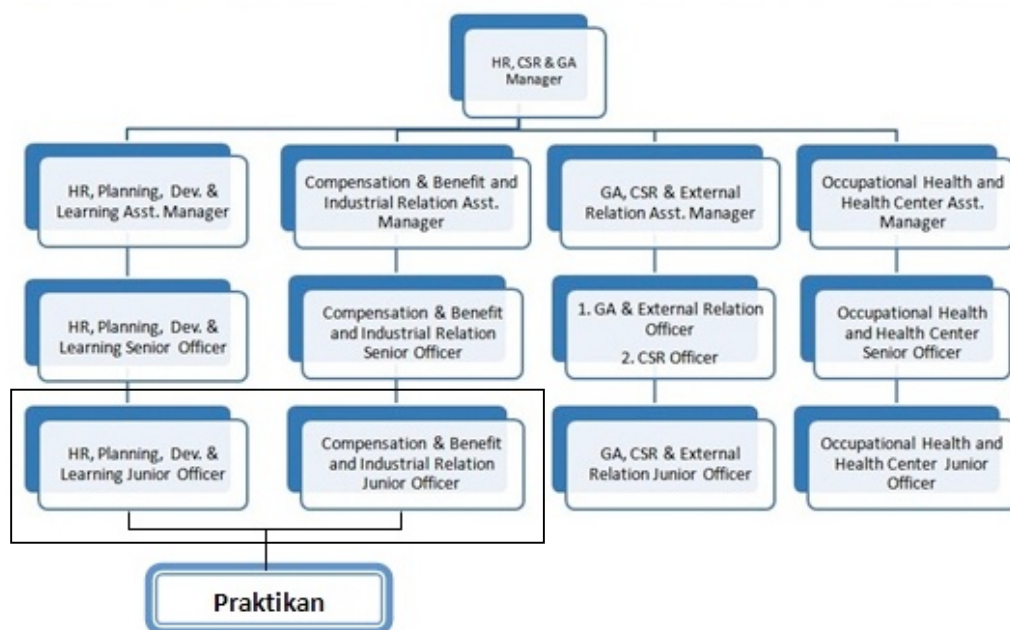 HR, CSR & GA
Manager
HR, Planning, Dev. &
Learning Asst. Manager
Compensation & Benefit and
Industrial Relation Asst.
Manager
GA, CSR & External
Relation Asst. Manager
Occupational Health and
Health Center Asst.
Manager
HR, Planning, Dev. &
Learning Senior Officer
Compensation & Benefit
and Industrial Relation
Senior Officer
1. GA & External Relation
Officer
2. CSR Officer
Occupational Health
and Health Center
Senior Officer
HR, Planning, Dev. &
Learning Junior Officer
Compensation & Benefit
and Industrial Relation
Junior Officer
GA, CSR & External
Relation Junior Officer
Occupational Health and
Health Center Junior
Officer
Praktikan